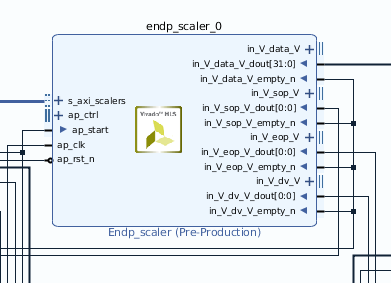 endp_scaler_0
s_axi_scalers
ap_ctrl
ap_start
ap_clk
ap_rst_n
Vivado™ HLS
in_V_data_V
in_V_data_V_dout[31:0]
in_V_data_V_empty_n
in_V_sop_V
in_V_sop_V_dout[0:0]
in_V_sop_V_empty_n
in_V_eop_V
in_V_eop_V_dout[0:0]
in_V_eop_V_empty_n
in_V_dv_V
in_V_dv_V_dout[0:0]
in_V_dv_V_empty_n
Endp_scaler (Pre-Production)